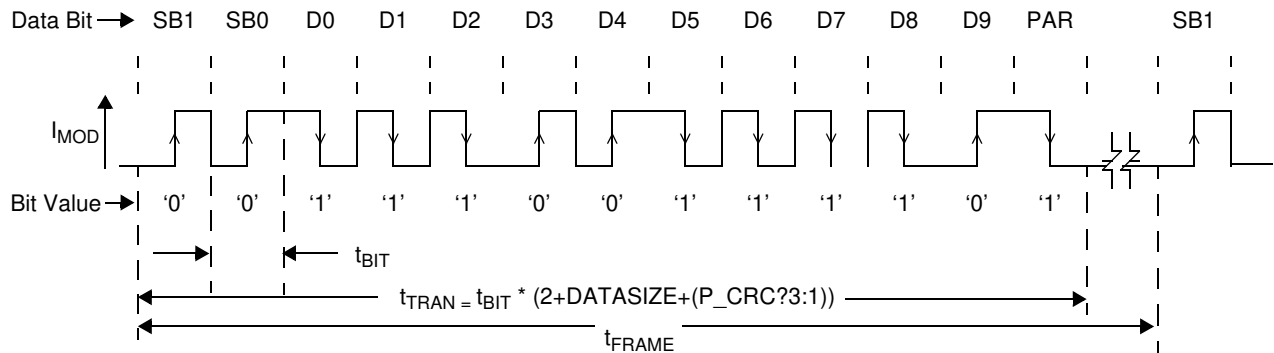 Data Bit SB1 SB0 D0 D1 D2 D3 D4 D5 D6 D7 D8 D9 PAR SB1
IMOD
Bit Value ‘0’ ‘0’ ‘1’ ‘1’ ‘1’ ‘0’ ‘0’ ‘1’ ‘1’ ‘1’ ‘1’ ‘0’ ‘1’
tBIT
tTRAN = tBIT * (2+DATASIZE+(P_CRC?3:1))
tFRAME